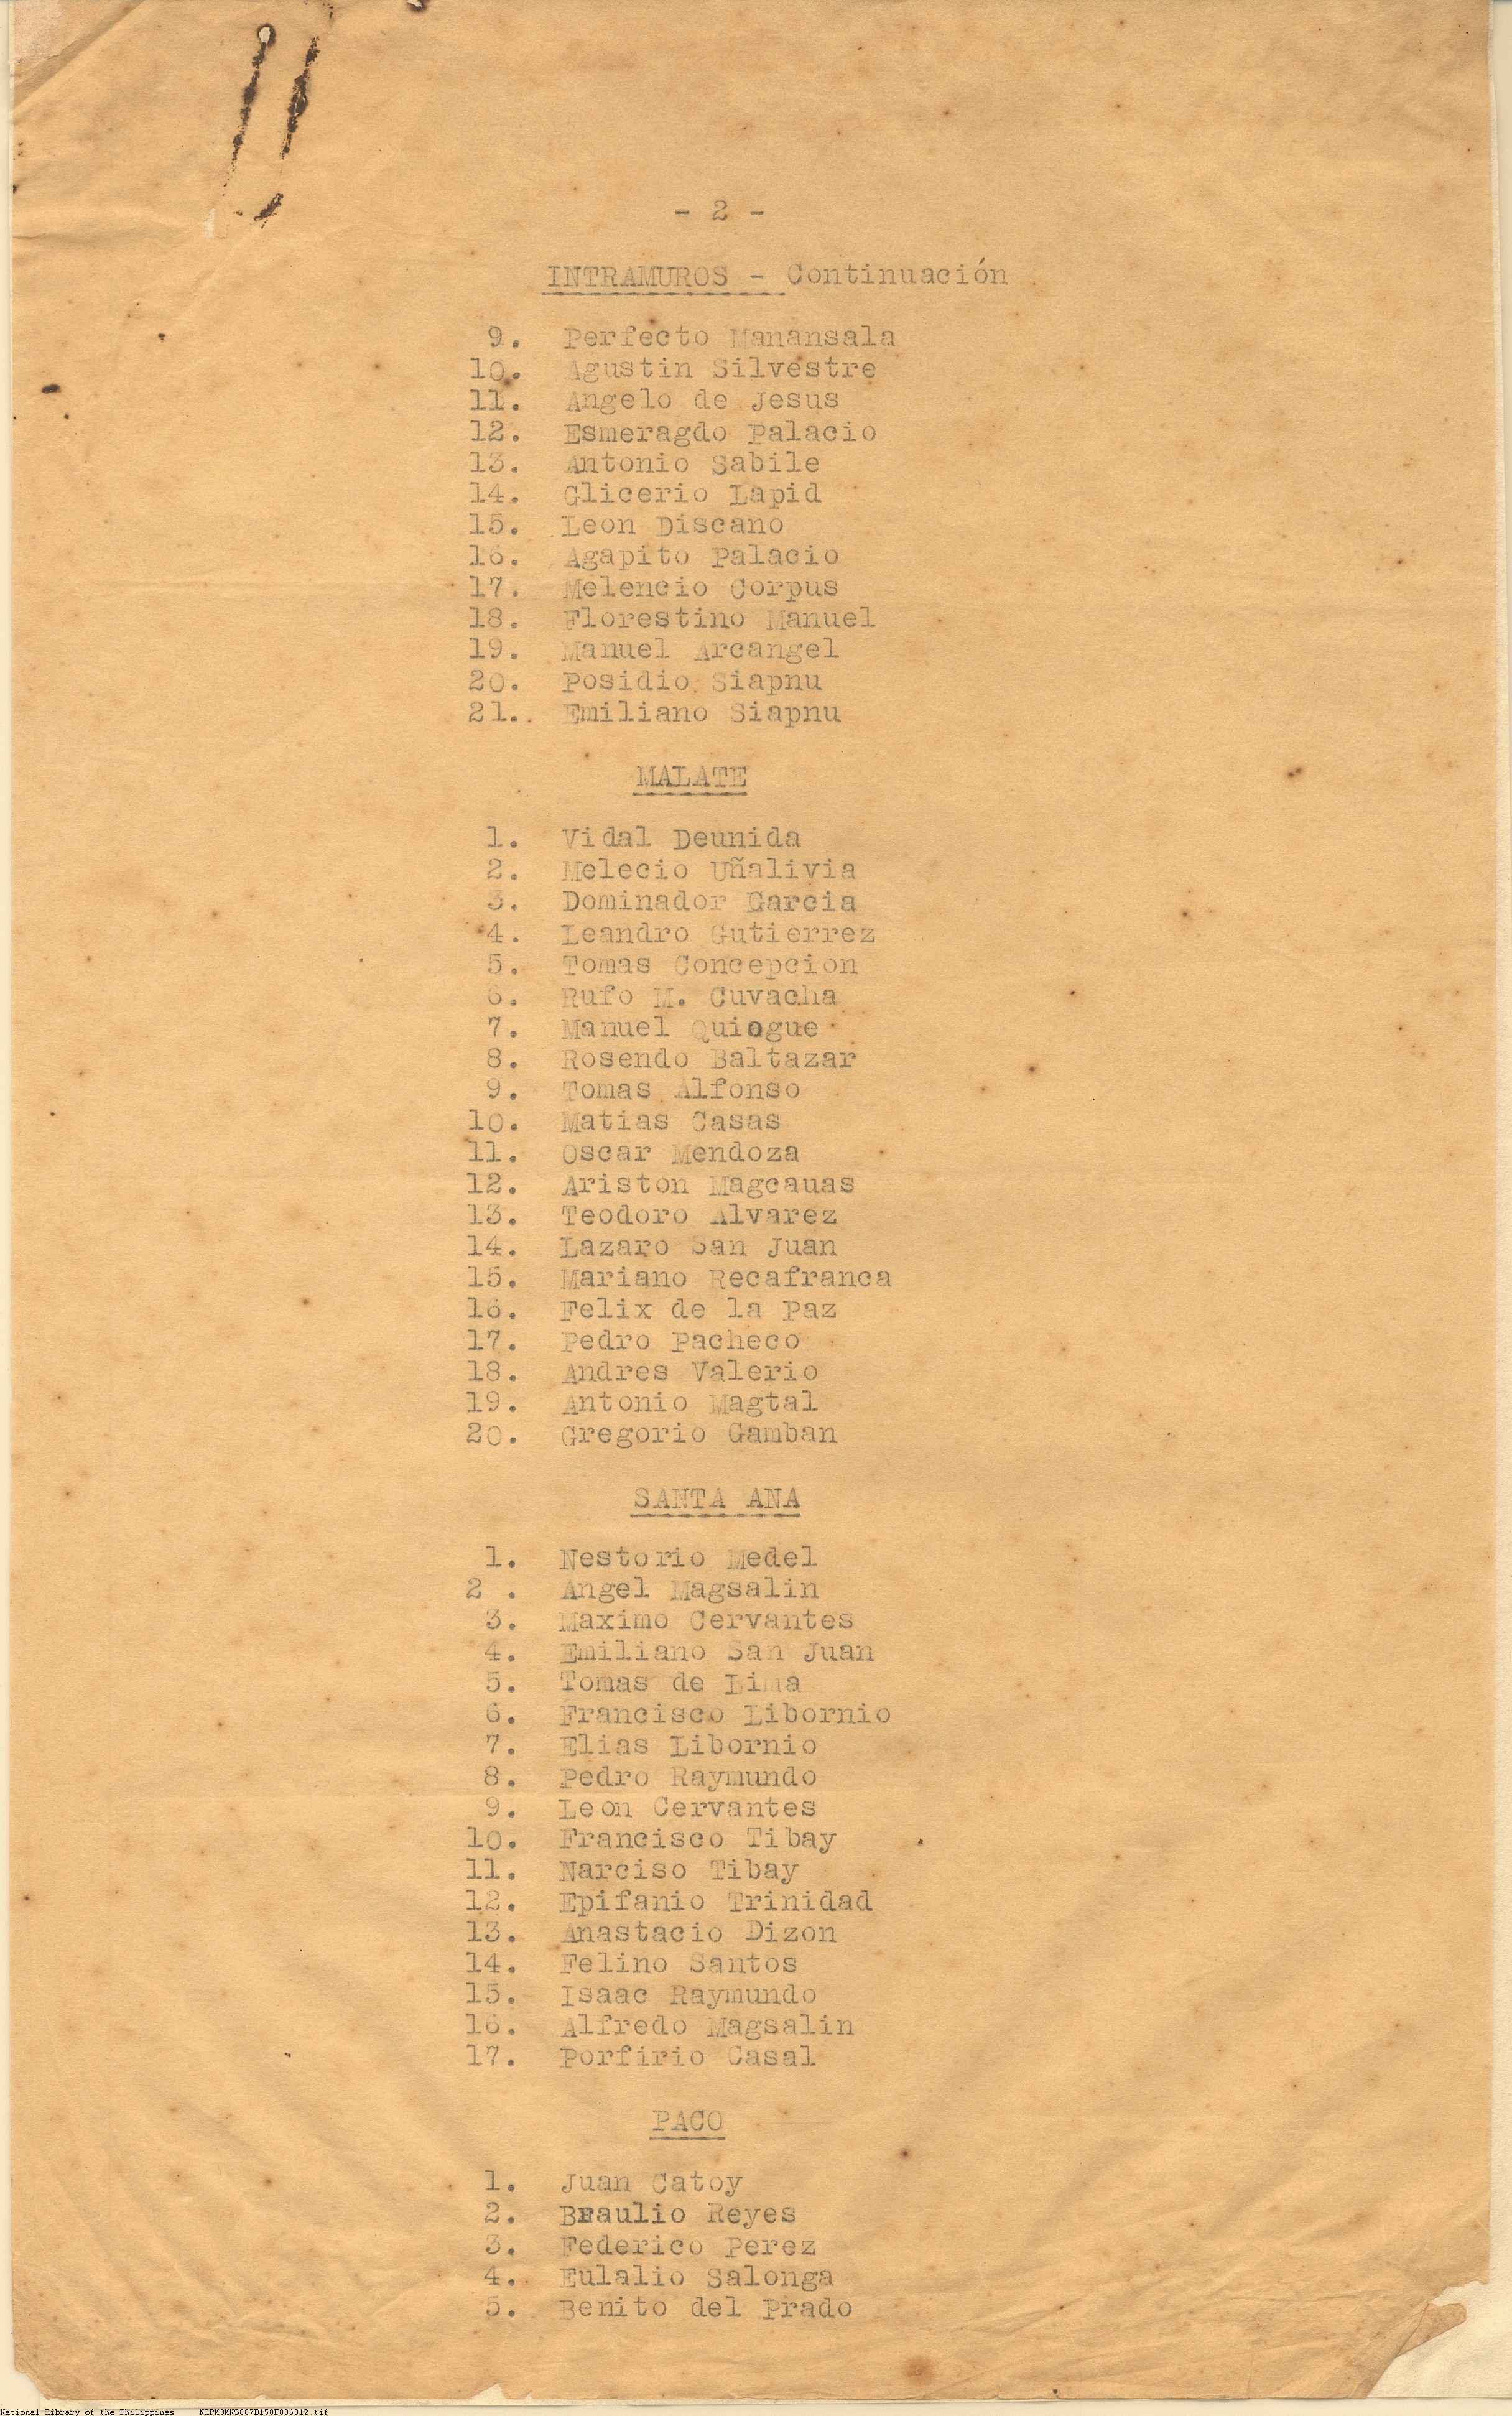 - 2 -
INTRAMUROS - Continuación
9. Perfecto Manansala
10. Agustin Silvestre
11. Angelo de Jesus
12. Esmeragdo Palacio
13. Antonio Sabile
14. Glicerio Lapid
15. Leon Discano
16. Agapito Palacio
17. Melencio Corpus
18. Florestino Manuel
19. Manuel Arcangel
20. Posidio Siapnu
21. Emiliano Siapnu
MALATE
1. Vidal Deunida
2. Melecio Uñalivia
3. Dominador Garcia
4. Leandro Gutierrez
5. Tomas Concepcion
6. Rufo M. Cuvacha
7. Manuel Quiogue
8. Rosendo Baltazar
9. Tomas Alfonso
10. Matias Casas
11. Oscar Mendoza
12. Ariston Magcauas
13. Teodoro Alvarez
14. Lazaro San Juan
15. Mariano Recafranca
16. Felix de la Paz
17. Pedro Pacheco
18. Andres Valerio
19. Antonio Magtal
20. Gregorio Gamban
SANTA ANA
1. Nestorio Medel
2 . Angel Magsalin
3. Maximo Cervantes
4. Emiliano San Juan
5. Tomas de Lima
6. Francisco Libornio
7. Elias Libornio
8. Pedro Raymundo
9. Leon Cervantes
10. Francisco Tibay
11. Narciso Tibay
12. Epifanio Trinidad
13. Anastacio Dizon
14. Felino Santos
15. Isaac Raymundo
16. Alfredo Magsalin
17. Porfirio Casal
PACO
1. Juan Catoy
2. Braulio Reyes
3. Federico Perez
4. Eulalio Salonga
5. Benito del Prado
National Library of the Philippines NLPMQMNS007B150F006012.tif